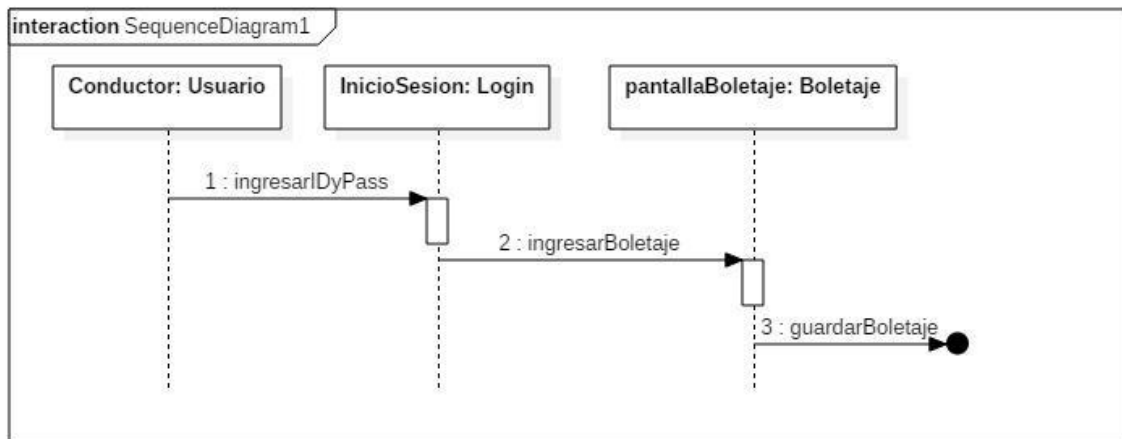 interaction SequenceDiagram1
Conductor: Usuario
InicioSesion: Login
pantallaBoletaje: Boletaje
1 : ingresarIDyPass
2 : ingresarBoletaje
3 : guardarBoletaje